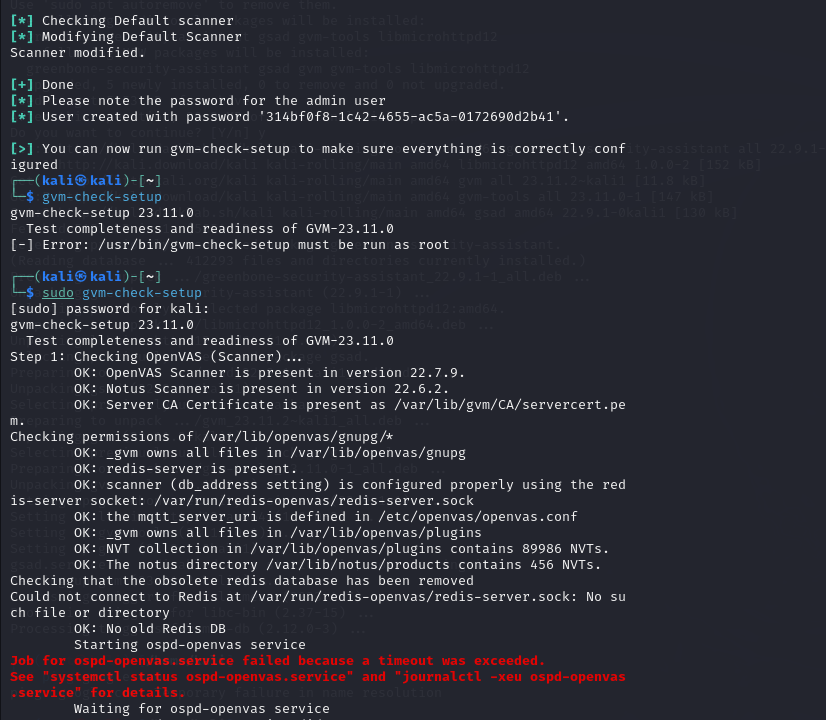 [*] Checking Default scanner
[*] Modifying Default Scanner
Scanner modified.
[+] Done
[*] Please note the password for the admin user
[*] User created with password '314bf0f8-1c42-4655-ac5a-0172690d2b41'.
[>] You can now run gvm-check-setup to make sure everything is correctly conf
igured
┌──(kali㉿kali)-[~]
└─$ gvm-check-setup
gvm-check-setup 23.11.0
Test completeness and readiness of GVM-23.11.0
[-] Error: /usr/bin/gvm-check-setup must be run as root
┌──(kali㉿kali)-[~]
└─$ sudo gvm-check-setup
[sudo] password for kali:
gvm-check-setup 23.11.0
Test completeness and readiness of GVM-23.11.0
Step 1: Checking OpenVAS (Scanner)...
OK: OpenVAS Scanner is present in version 22.7.9.
OK: Notus Scanner is present in version 22.6.2.
OK: Server CA Certificate is present as /var/lib/gvm/CA/servercert.pe
m.
Checking permissions of /var/lib/openvas/gnupg/*
OK: _gvm owns all files in /var/lib/openvas/gnupg
OK: redis-server is present.
OK: scanner (db_address setting) is configured properly using the red
is-server socket: /var/run/redis-openvas/redis-server.sock
OK: the mqtt_server_uri is defined in /etc/openvas/openvas.conf
OK: _gvm owns all files in /var/lib/openvas/plugins
OK: NVT collection in /var/lib/openvas/plugins contains 89986 NVTs.
OK: The notus directory /var/lib/notus/products contains 456 NVTs.
Checking that the obsolete redis database has been removed
Could not connect to Redis at /var/run/redis-openvas/redis-server.sock: No su
ch file or directory
OK: No old Redis DB
Starting ospd-openvas service
Job for ospd-openvas.service failed because a timeout was exceeded.
See "systemctl status ospd-openvas.service" and "journalctl -xeu ospd-openvas
.service" for details.
Waiting for ospd-openvas service